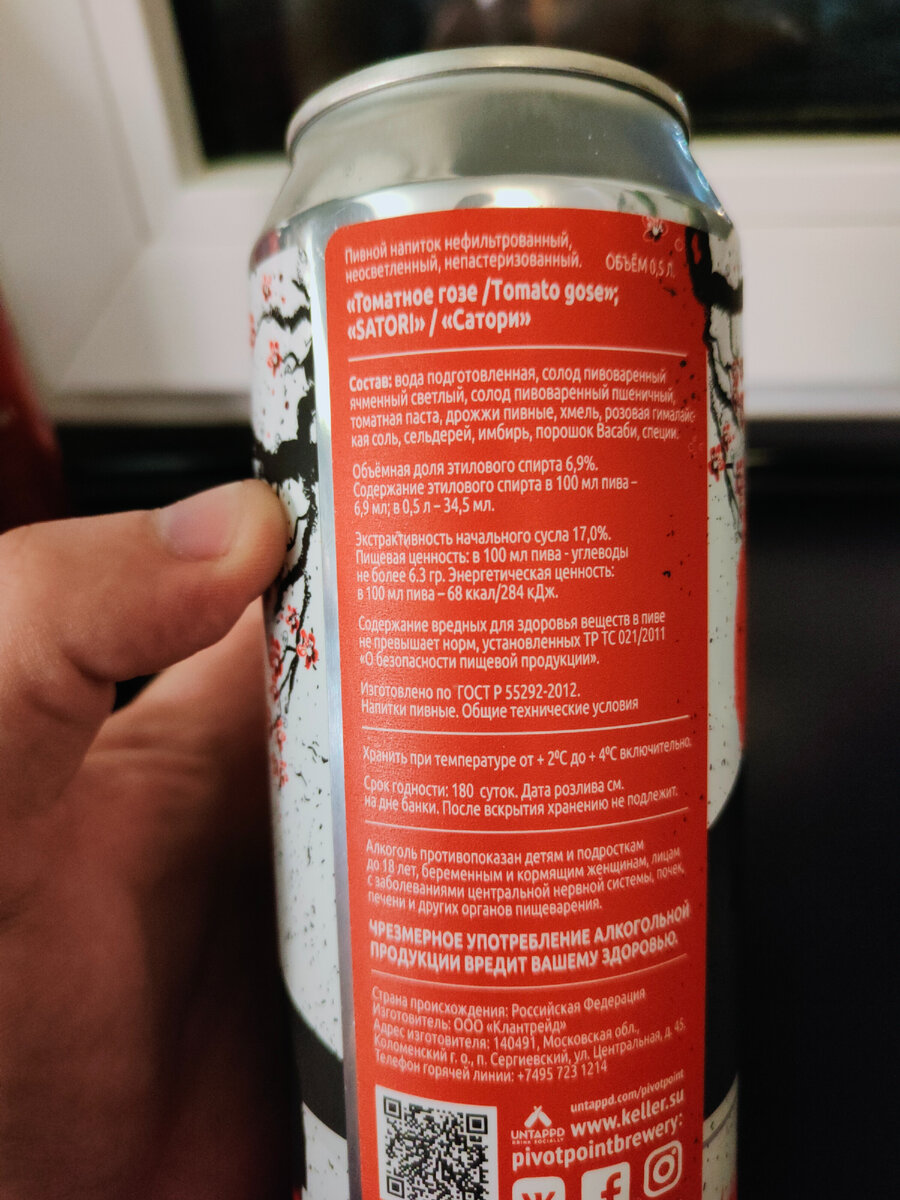 Пивной напиток нефильтрованный,
неосветленный, непастеризованный.
ОБЪЁМ 0,5 Л.
«Томатное гозе /Tomato gose»;
«SATORI» / «Сатори»
Состав: вода подготовленная, солод пивоваренный
ячменный светлый, солод пивоваренный пшеничный,
томатная паста, дрожжи пивные, хмель, розовая гималайс-
кая соль, сельдерей, имбирь, порошок Васаби, специи.
Объёмная доля этилового спирта 6,9%.
Содержание этилового спирта в 100 мл пива –
6,9 мл; в 0,5 л – 34,5 мл.
Экстрактивность начального сусла 17,0%.
Пищевая ценность: в 100 мл пива - углеводы
не более 6.3 гр. Энергетическая ценность:
в 100 мл пива – 68 ккал/284 кДж.
Содержание вредных для здоровья веществ в пиве
не превышает норм, установленных ТР ТС 021/2011
«О безопасности пищевой продукции».
Изготовлено по ГОСТ Р 55292-2012.
Напитки пивные. Общие технические условия
Хранить при температуре от + 2ºС до + 4ºС включительно.
Срок годности: 180 суток. Дата розлива см.
на дне банки. После вскрытия хранению не подлежит.
Алкоголь противопоказан детям и подросткам
до 18 лет, беременным и кормящим женщинам, лицам
с заболеваниями центральной нервной системы, почек,
печени и других органов пищеварения.
ЧРЕЗМЕРНОЕ УПОТРЕБЛЕНИЕ АЛКОГОЛЬНОЙ
ПРОДУКЦИИ ВРЕДИТ ВАШЕМУ ЗДОРОВЬЮ.
Страна происхождения: Российская Федерация
Изготовитель: ООО «Клантрейд»
Адрес изготовителя: 140491, Московская обл.,
Коломенский г. о., п. Сергиевский, ул. Центральная, д. 45.
Телефон горячей линии: +7495 723 1214
untappd.com/pivotpoint
www.keller.su
UNTAPPD
DRINK SOCIALLY
pivotpointbrewery: